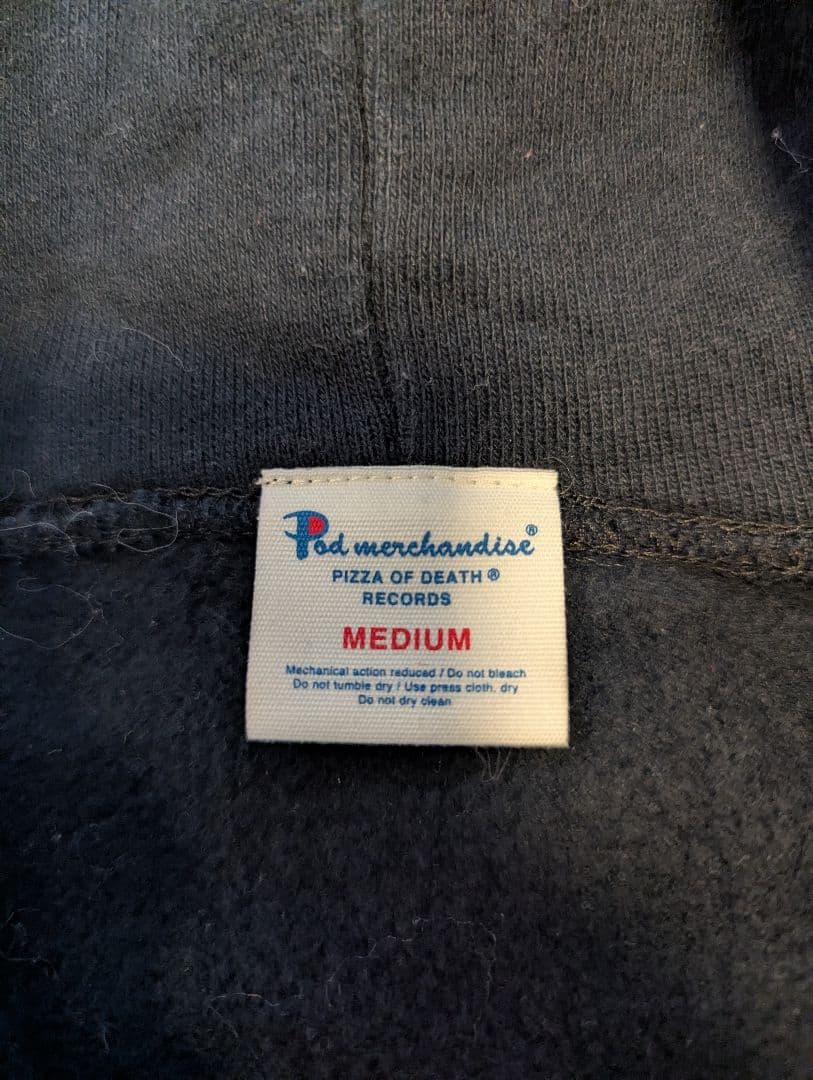 Pod merchandise®
PIZZA OF DEATH®
RECORDS
MEDIUM
Mechanical action reduced / Do not bleach
Do not tumble dry / Use press cloth. dry
Do not dry clean